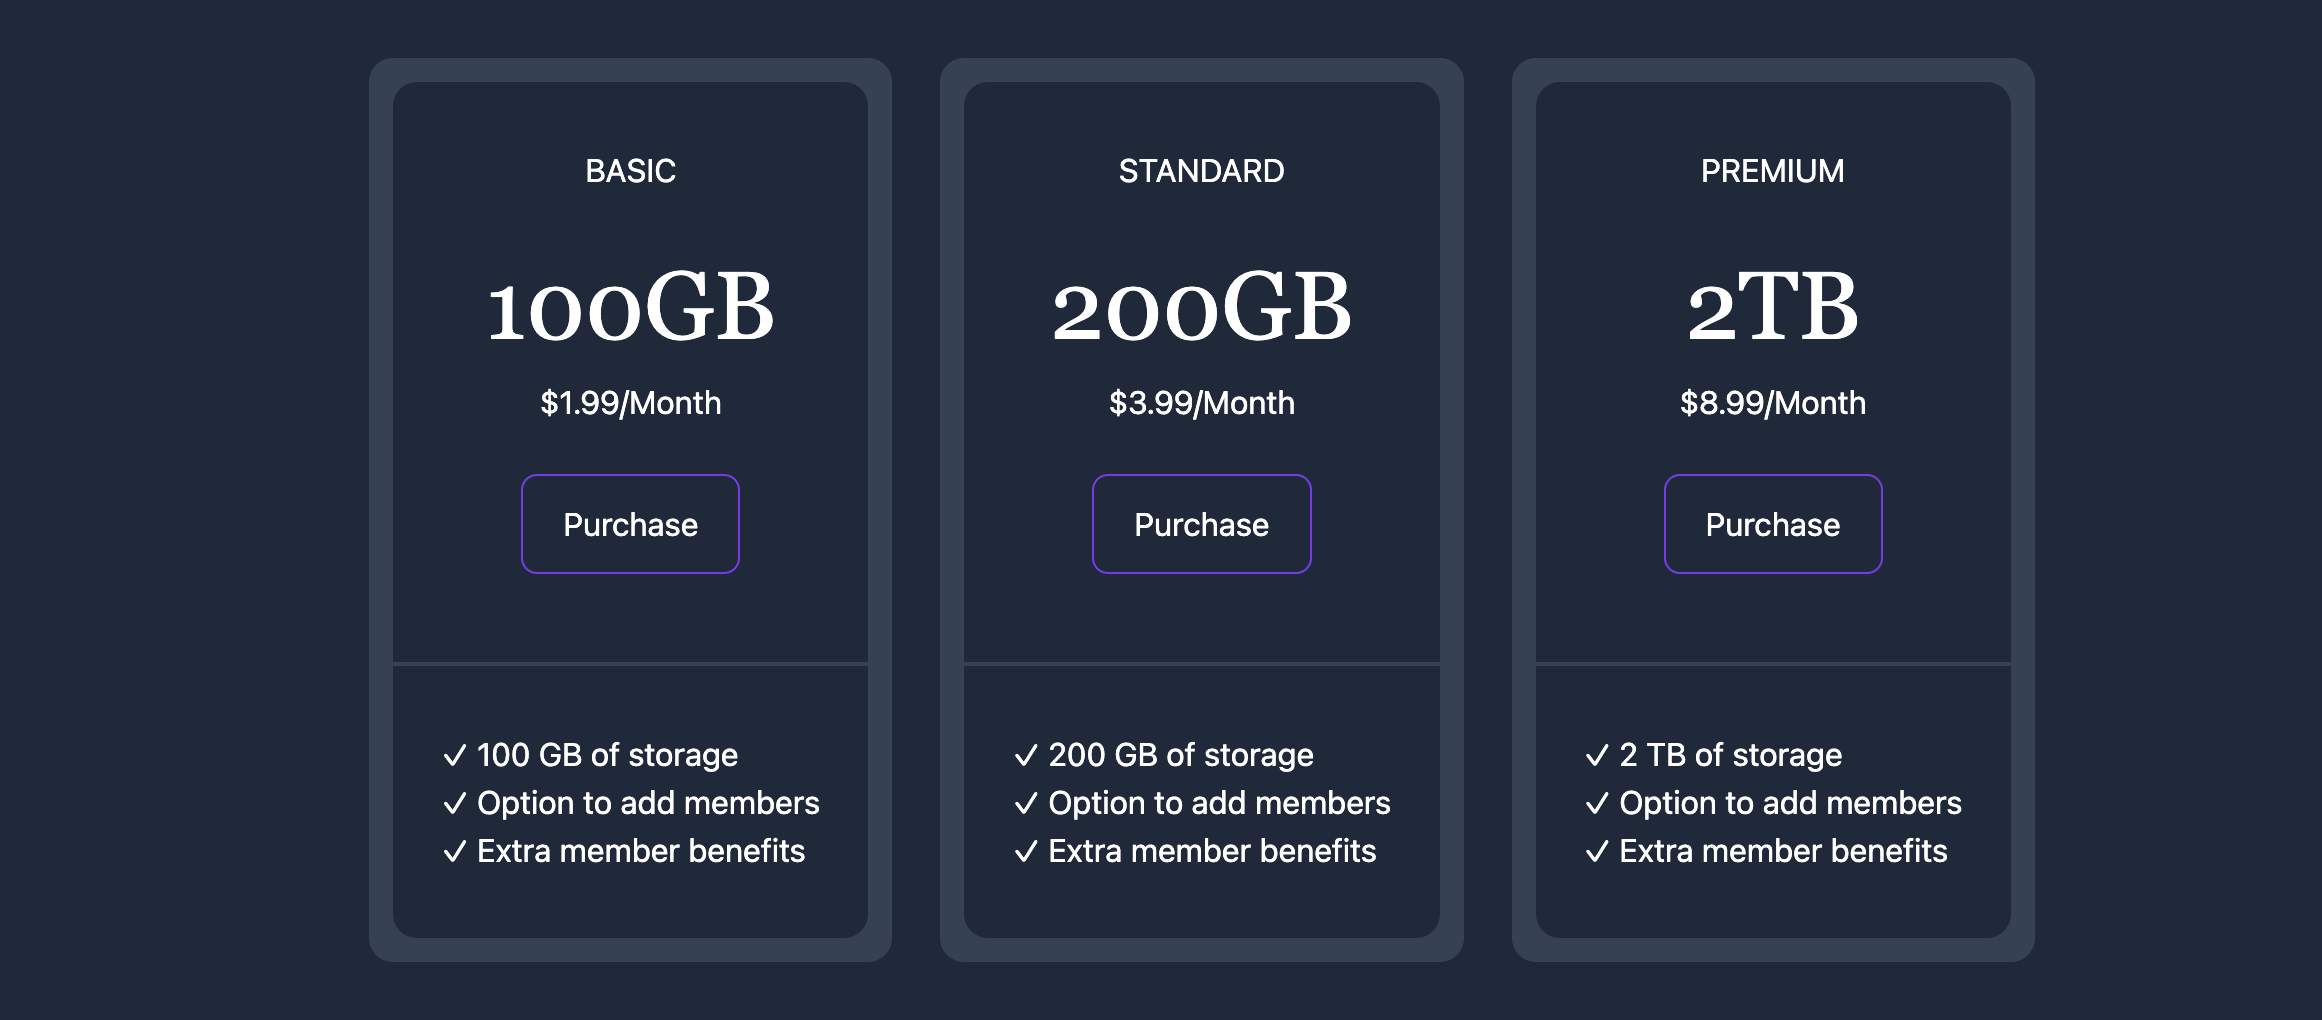 BASIC
100GB
$1.99/Month
Purchase
✓ 100 GB of storage
✓ Option to add members
✓ Extra member benefits
STANDARD
200GB
$3.99/Month
Purchase
✓ 200 GB of storage
✓ Option to add members
✓ Extra member benefits
PREMIUM
2TB
$8.99/Month
Purchase
✓ 2 TB of storage
✓ Option to add members
✓ Extra member benefits